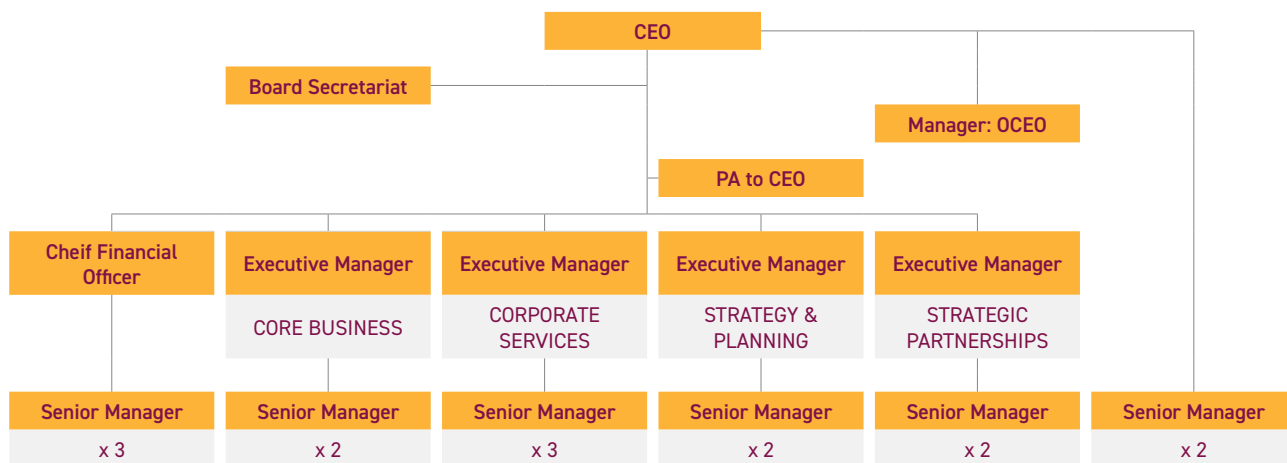 CEO
Board Secretariat
Manager: OCEO
PA to CEO
Cheif Financial
Officer
Executive Manager
CORE BUSINESS
Executive Manager
CORPORATE
SERVICES
Executive Manager
STRATEGY &
PLANNING
Executive Manager
STRATEGIC
PARTNERSHIPS
Senior Manager
x 3
Senior Manager
x 2
Senior Manager
x 3
Senior Manager
x 2
Senior Manager
x 2
Senior Manager
x 2